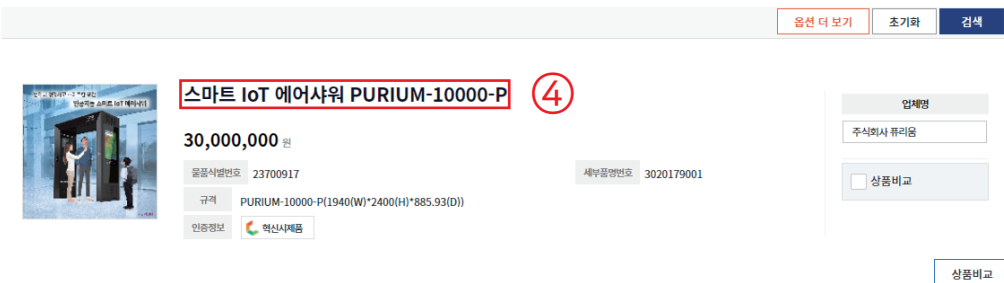 옵션 더 보기 초기화 검색
스마트 IoT 에어샤워 PURIUM-10000-P ④
30,000,000 원
물품식별번호 23700917 세부품명번호 3020179001
규격 PURIUM-10000-P(1940(W)*2400(H)*885.93(D))
인증정보 혁신시제품
업체명
주식회사 퓨리움
상품비교
상품비교